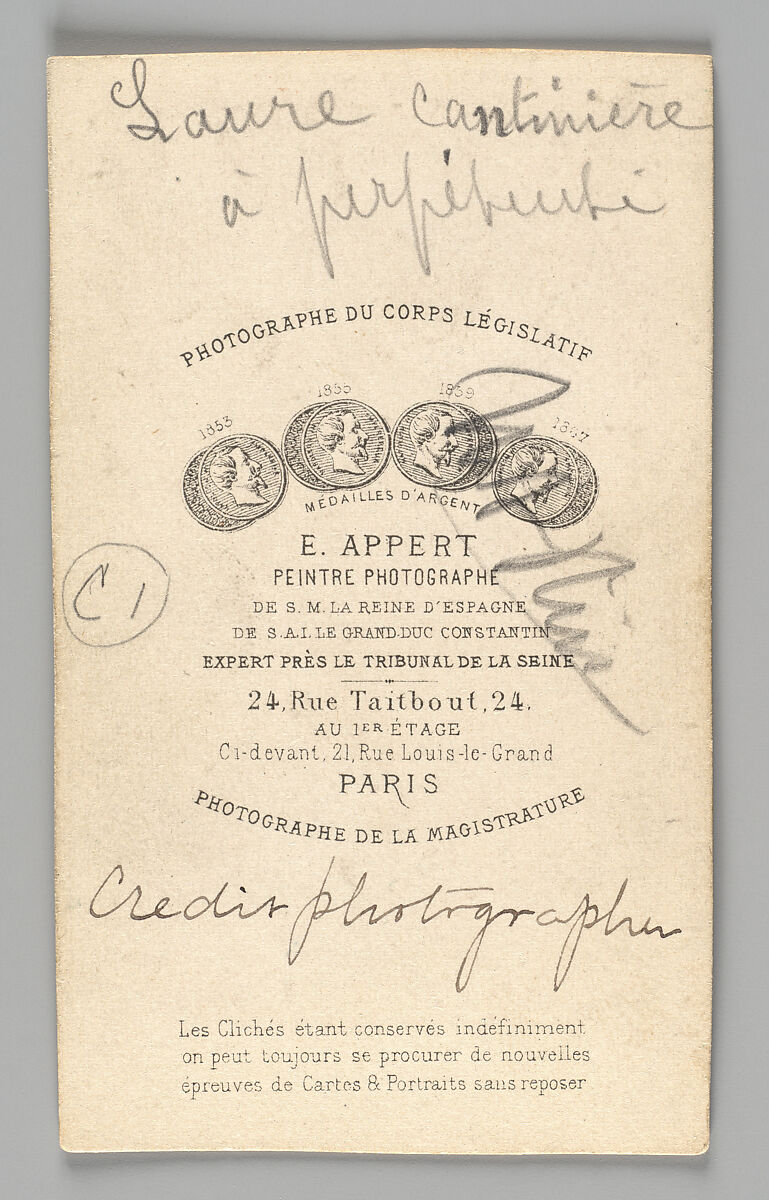 Laure cantinière
à perpétuité
PHOTOGRAPHE DU CORPS LÉGISLATIF
1853 1855 1859 1867
MÉDAILLES D'ARGENT
E. APPERT
PEINTRE PHOTOGRAPHE
DE S. M. LA REINE D'ESPAGNE
DE S.A.I. LE GRAND-DUC CONSTANTIN
EXPERT PRÈS LE TRIBUNAL DE LA SEINE
C 1
24, Rue Taitbout, 24.
AU 1ER ÉTAGE
Ci-devant, 21, Rue Louis-le-Grand
PARIS
PHOTOGRAPHE DE LA MAGISTRATURE
Credit photographer
Les Clichés étant conservés indéfiniment
on peut toujours se procurer de nouvelles
épreuves de Cartes & Portraits sans reposer